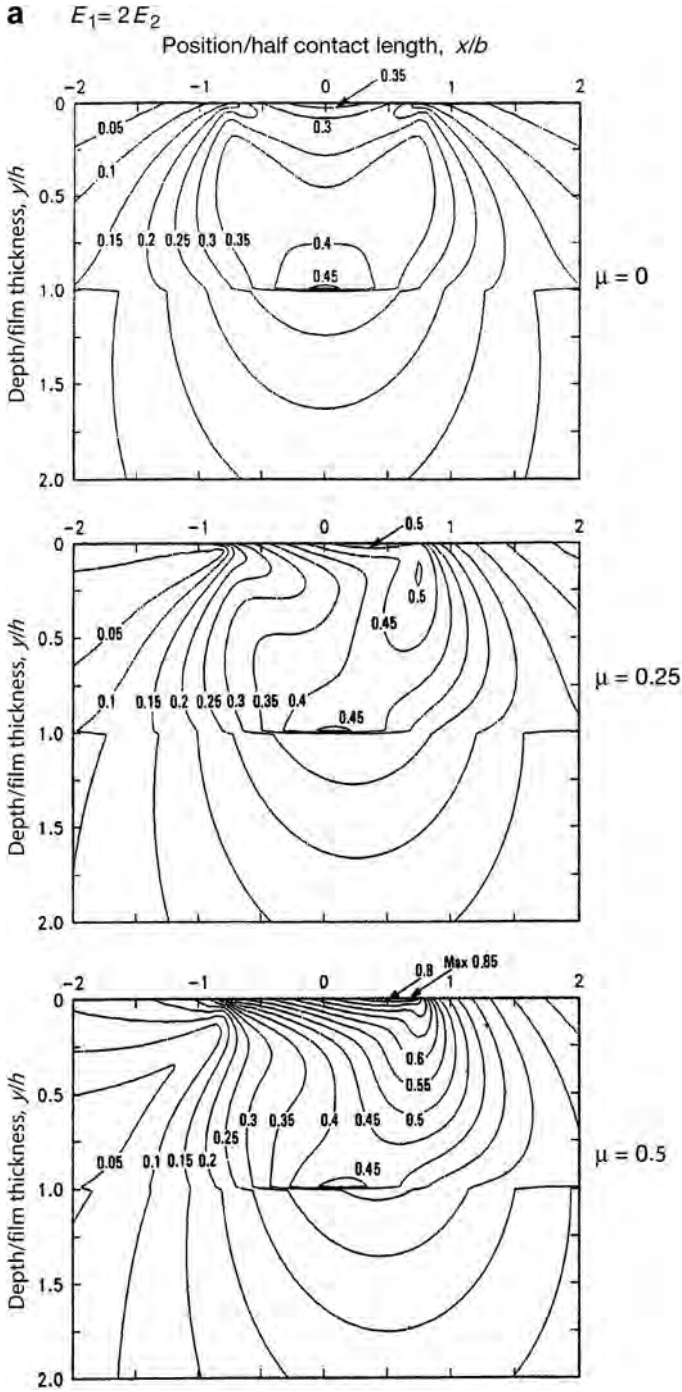 a E₁= 2E₂
Position/half contact length, x/b
-2 -1 0 1 2
0.35
0
0.05
0.3
0.1
0.5
0.15 0.2 0.25 0.3 0.35 0.4
0.45
1.0
μ = 0
1.5
2.0
Depth/film thickness, y/h
-2 -1 0 0.5 1 2
0
0.5
0.05
0.5
0.45
0.1 0.15 0.2 0.25 0.3 0.35 0.4
0.45
1.0
μ = 0.25
1.5
2.0
Depth/film thickness, y/h
0.8 Max 0.85
-2 -1 0 1 2
0
0.6
0.5
0.55
0.3 0.35 0.4 0.45 0.5
0.25
0.05 0.1 0.15 0.2
0.45
1.0
μ = 0.5
1.5
2.0
Depth/film thickness, y/h